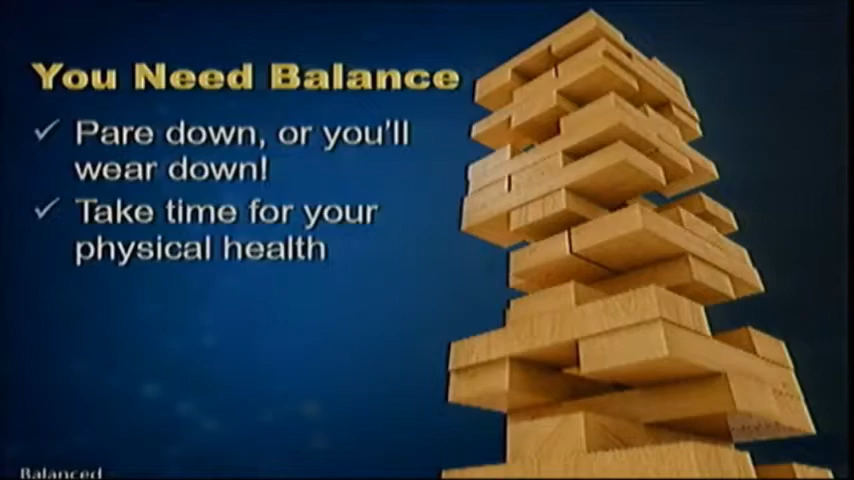 You Need Balance
✓ Pare down, or you'll
wear down!
✓ Take time for your
physical health
Balanced